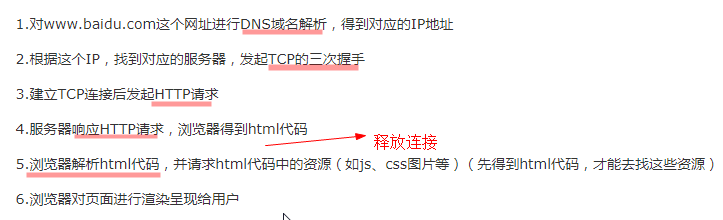 1.对www.baidu.com这个网址进行DNS域名解析，得到对应的IP地址
2.根据这个IP，找到对应的服务器，发起TCP的三次握手
3.建立TCP连接后发起HTTP请求
4.服务器响应HTTP请求，浏览器得到html代码
释放连接
5.浏览器解析html代码，并请求html代码中的资源（如js、css图片等）（先得到html代码，才能去找这些资源）
6.浏览器对页面进行渲染呈现给用户